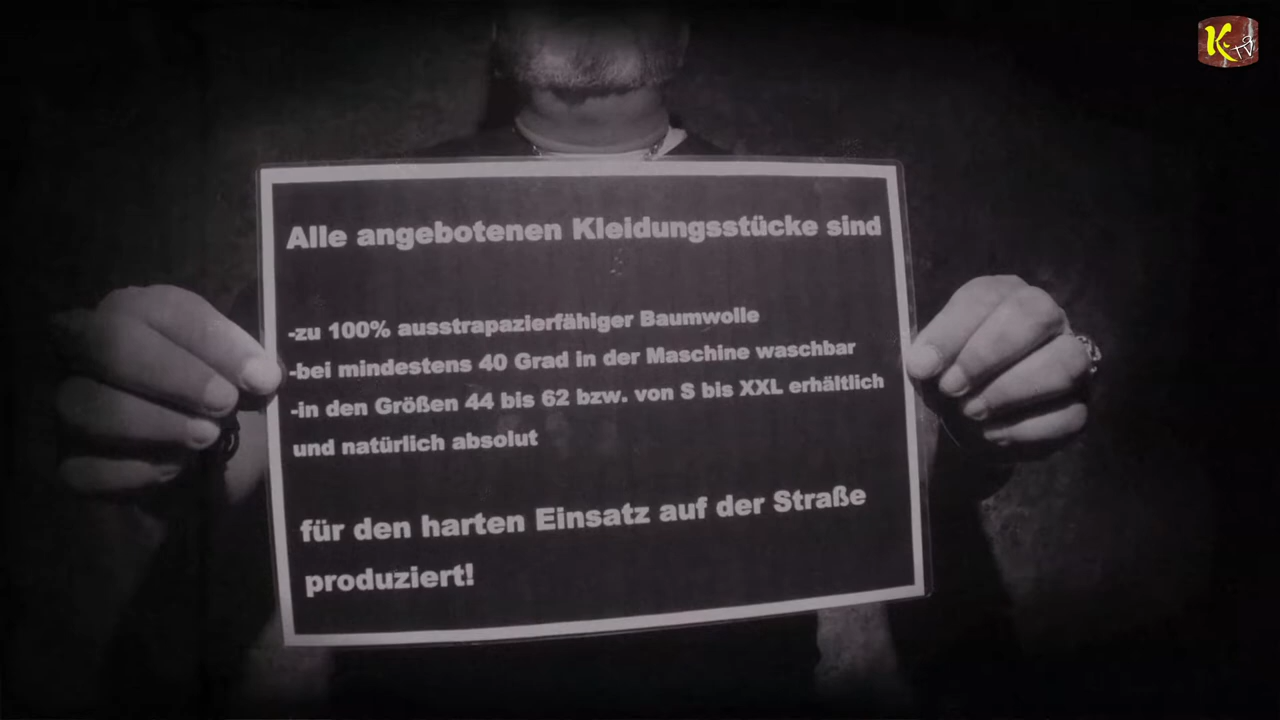 K TV
Alle angebotenen Kleidungsstücke sind
-zu 100% ausstrapazierfähiger Baumwolle
-bei mindestens 40 Grad in der Maschine waschbar
-in den Größen 44 bis 62 bzw. von S bis XXL erhältlich
und natürlich absolut
für den harten Einsatz auf der Straße
produziert!